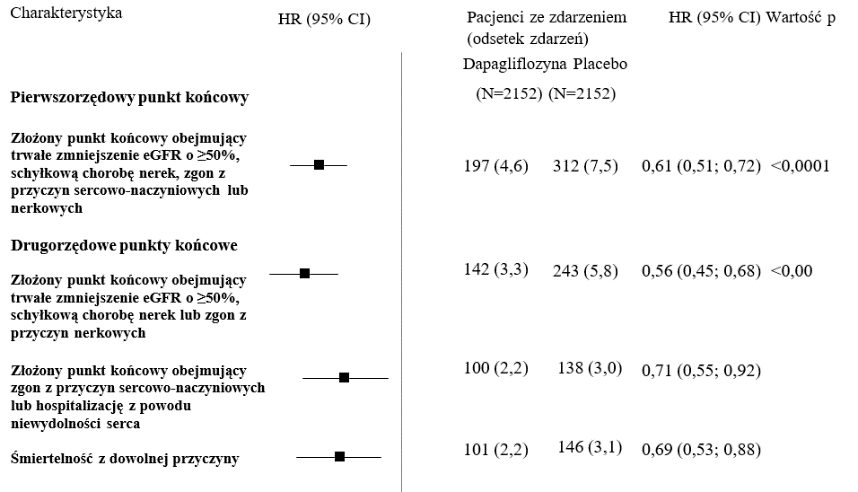 Charakterystyka HR (95% CI) Pacjenci ze zdarzeniem HR (95% CI) Wartość p
(odsetek zdarzeń)
Dapagliflozyna Placebo
Pierwszorzędowy punkt końcowy (N=2152) (N=2152)
Złożony punkt końcowy obejmujący
trwałe zmniejszenie eGFR o ≥50%,
schyłkową chorobę nerek, zgon z 197 (4,6) 312 (7,5) 0,61 (0,51; 0,72) <0,0001
przyczyn sercowo-naczyniowych lub
nerkowych
Drugorzędowe punkty końcowe
Złożony punkt końcowy obejmujący 142 (3,3) 243 (5,8) 0,56 (0,45; 0,68) <0,00
trwałe zmniejszenie eGFR o ≥50%,
schyłkową chorobę nerek lub zgon z
przyczyn nerkowych
Złożony punkt końcowy obejmujący 100 (2,2) 138 (3,0) 0,71 (0,55; 0,92)
zgon z przyczyn sercowo-naczyniowych
lub hospitalizację z powodu
niewydolności serca
Śmiertelność z dowolnej przyczyny 101 (2,2) 146 (3,1) 0,69 (0,53; 0,88)